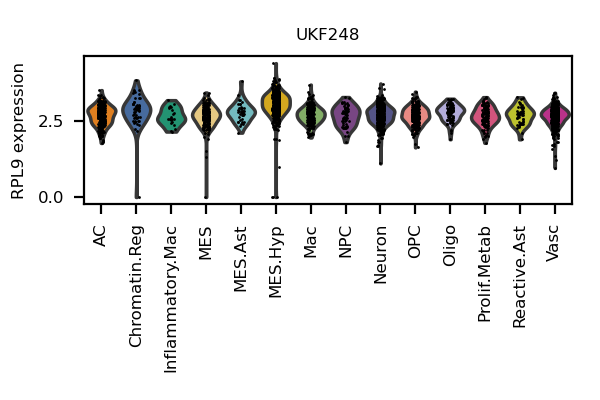 UKF248
RPL9 expression
2.5
0.0
AC
Chromatin.Reg
Inflammatory.Mac
MES
MES.Ast
MES.Hyp
Mac
NPC
Neuron
OPC
Oligo
Prolif.Metab
Reactive.Ast
Vasc